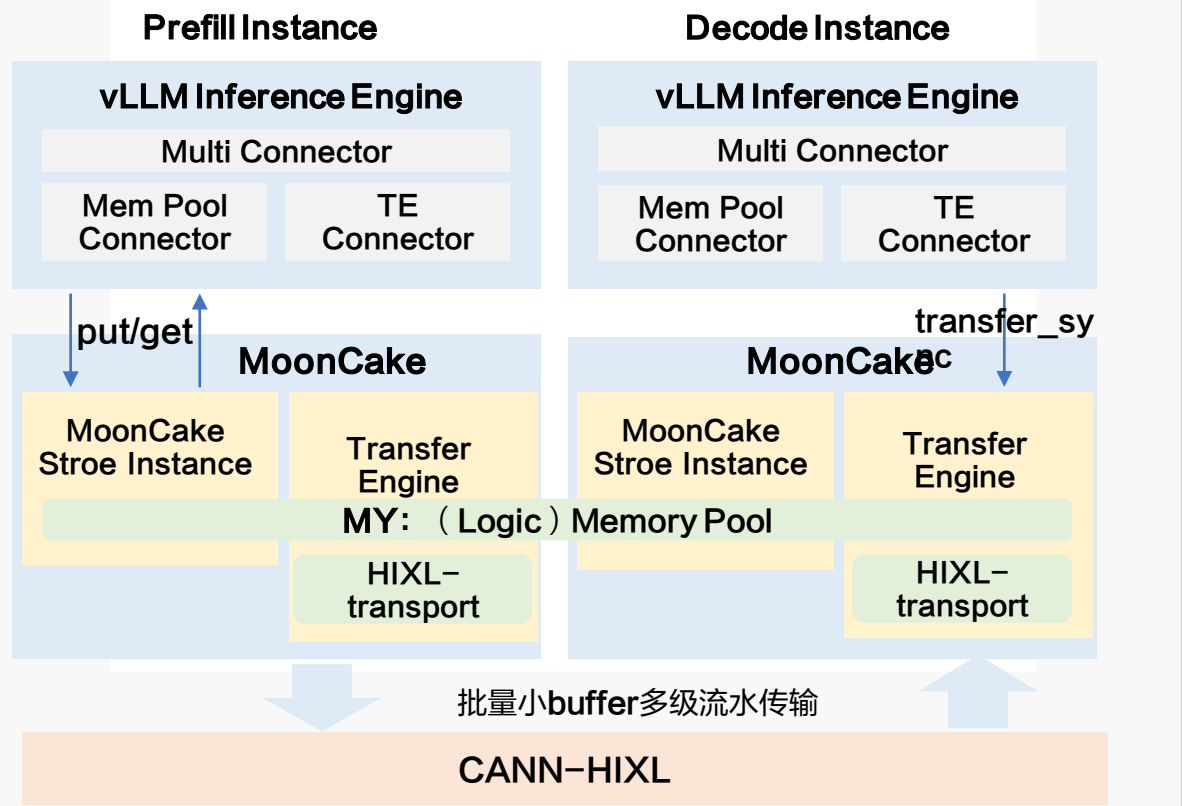 Prefill Instance
Decode Instance
vLLM Inference Engine
vLLM Inference Engine
Multi Connector
Multi Connector
Mem Pool
Connector
TE
Connector
Mem Pool
Connector
TE
Connector
put/get
transfer_sy
nc
MoonCake
MoonCake
MoonCake
Stroe Instance
Transfer
Engine
MoonCake
Stroe Instance
Transfer
Engine
MY:（Logic）Memory Pool
HIXL-
transport
HIXL-
transport
批量小buffer多级流水传输
CANN-HIXL